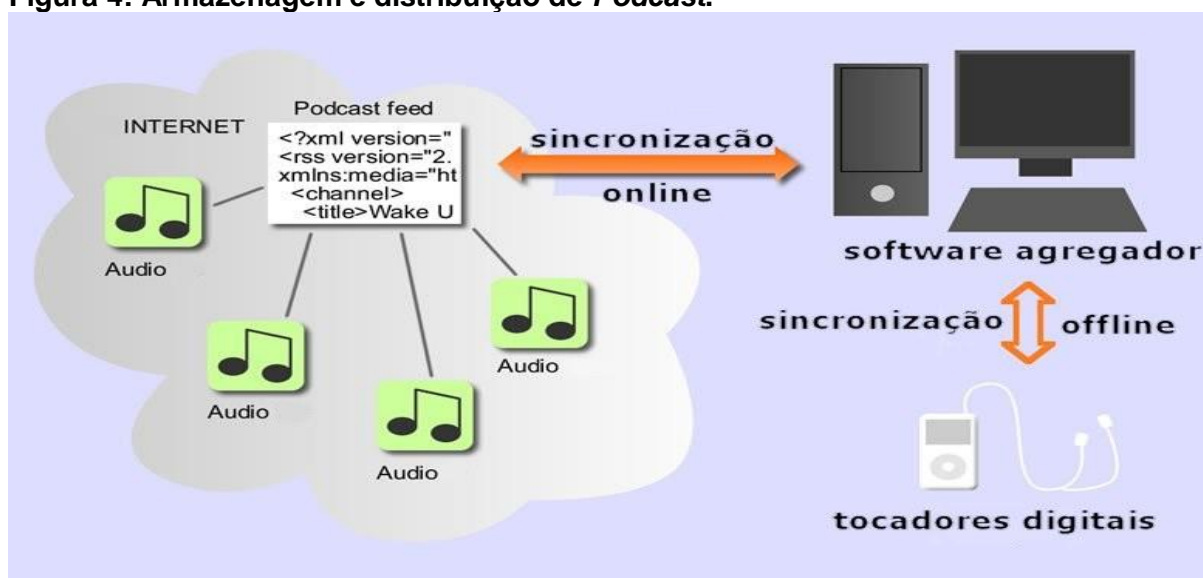 Figura 4: Armazenagem e distribuição de Podcast.
INTERNET
Podcast feed
<?xml version="
<rss version="2.
xmlns:media="ht
<channel>
<title>Wake U
Audio
Audio
Audio
Audio
sincronização
online
software agregador
sincronização
offline
tocadores digitais